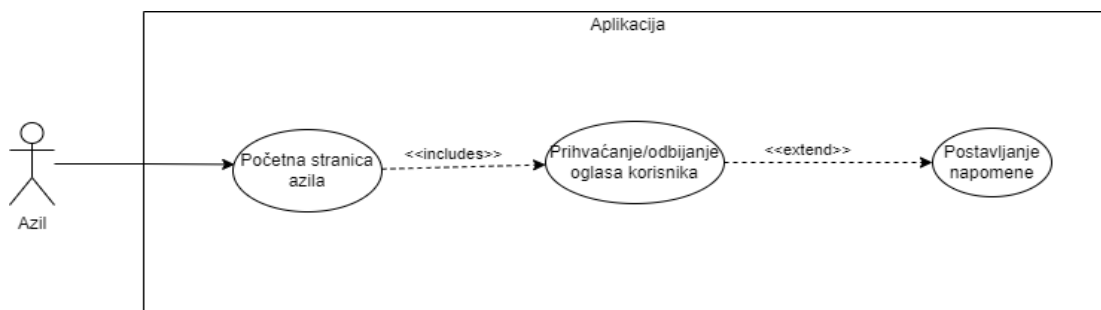 Aplikacija
Početna stranica
azila
<<includes>>
Prihvaćanje/odbijanje
oglasa korisnika
<<extend>>
Postavljanje
napomene
Azil